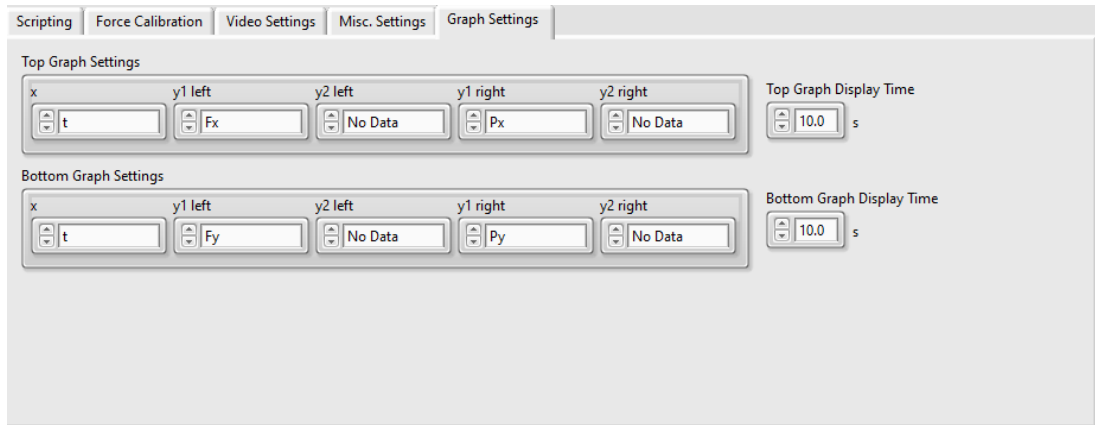 Scripting Force Calibration Video Settings Misc. Settings Graph Settings
Top Graph Settings
x y1 left y2 left y1 right y2 right Top Graph Display Time
t Fx No Data Px No Data 10.0 s
Bottom Graph Settings
x y1 left y2 left y1 right y2 right Bottom Graph Display Time
t Fy No Data Py No Data 10.0 s